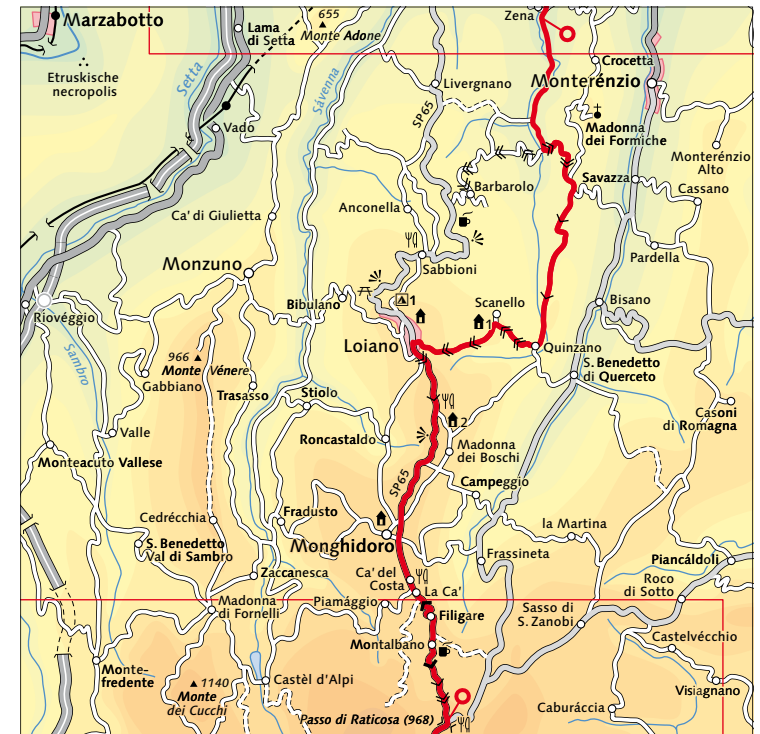 Marzabotto
Etruskische
necropolis
Lama
di Setta
655
Monte Adone
Zena
Setta
Sávenna
Crocetta
Livergnano
Monterénzio
SP65
Vado
Madonna
dei Formiche
Monterénzio
Alto
Savazza
Cassano
Barbarolo
Anconella
Ca' di Giulietta
Pardella
Sabbioni
Monzuno
Bibulano
1
Scanello
1
Bisano
Riovéggio
Loiano
Quinzano
Sambro
966
Monte Vénere
S. Benedetto
di Querceto
Gabbiano
Trasasso
Stiolo
2
Casoni
di Romagna
Valle
Roncastaldo
Madonna
dei Boschi
Monteacuto Vallese
SP65
Campeggio
Cedrécchia
Fradusto
la Martina
S. Benedetto
Val di Sambro
Monghidoro
Frassineta
Piancáldoli
Zaccanesca
Ca' del
Costa
La Ca'
Roco
di Sotto
Madonna
di Fornelli
Piamággio
Filigare
Sasso di
S. Zanobi
Montalbano
Castelvécchio
Monte-
fredente
1140
Monte
dei Cucchi
Castèl d'Alpi
Visiagnano
Passo di Raticosa (968)
Caburáccia